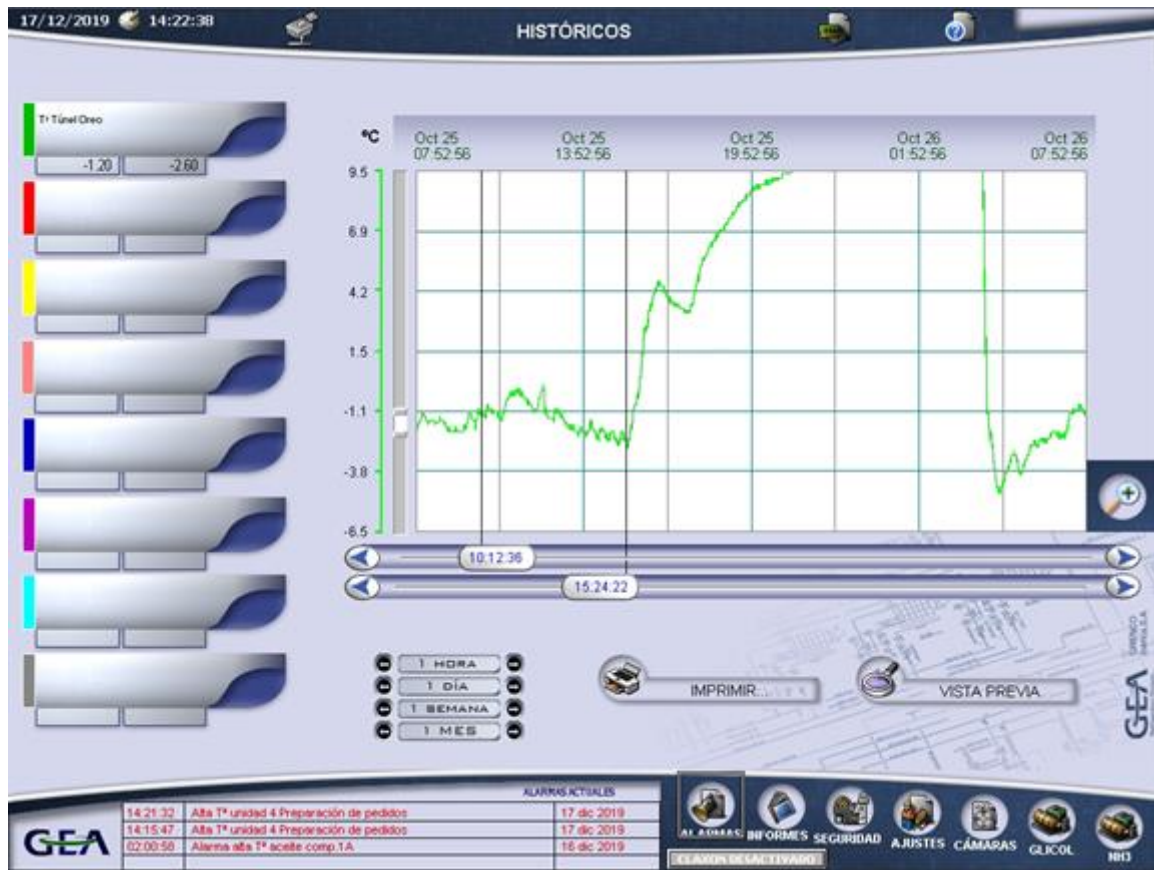 17/12/2019 14:22:38
HISTÓRICOS
Tª Túnel Oreo
-1.20 -2.60
ºC
Oct 25 Oct 25 Oct 25 Oct 26 Oct 26
07:52:56 13:52:56 19:52:56 01:52:56 07:52:56
9.5
6.9
4.2
1.5
-1.1
-3.8
-6.5
10:12:36
15:24:22
1 HORA
1 DÍA
1 SEMANA
1 MES
IMPRIMIR...
VISTA PREVIA
GEA
ALARMAS ACTUALES
14:21:32 Alta Tª unidad 4 Preparación de pedidos 17 dic 2019
14:15:47 Alta Tª unidad 4 Preparación de pedidos 17 dic 2019
02:00:58 Alarma alta Tª aceite comp.1A 16 dic 2019
GEA
ALARMAS INFORMES SEGURIDAD AJUSTES CÁMARAS GLICOL NH3
CLAXON DESACTIVADO